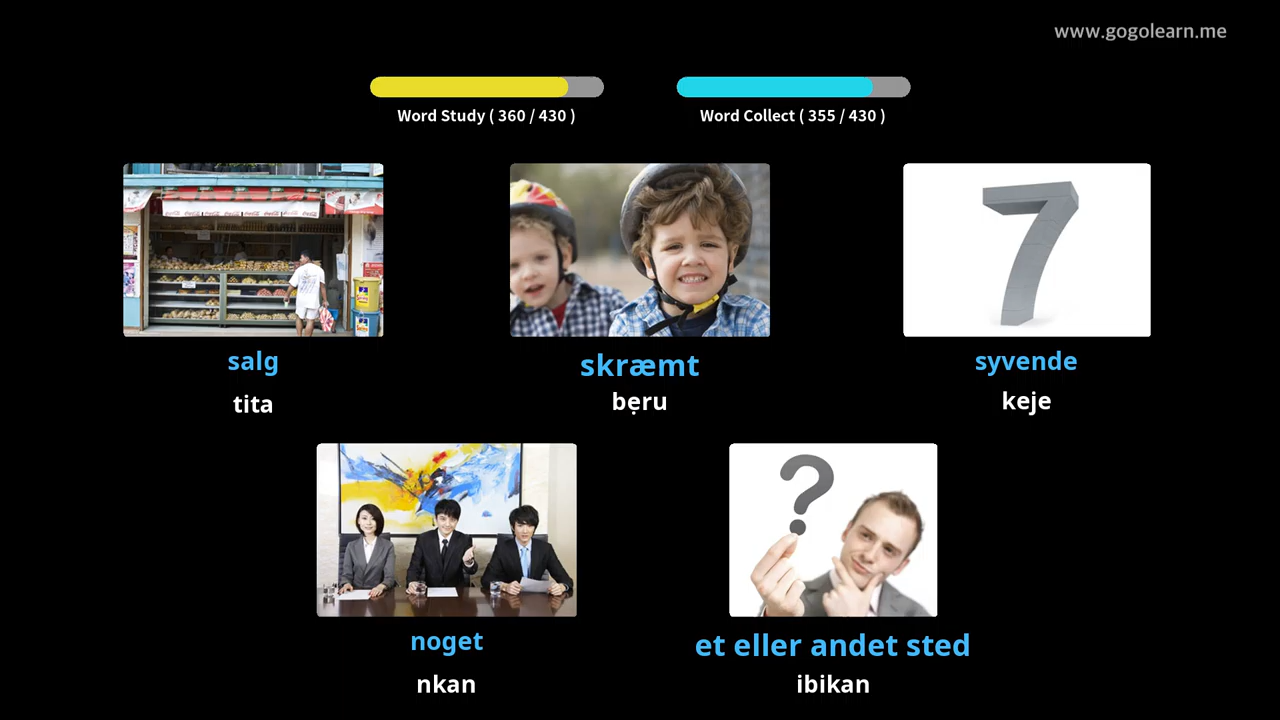 www.gogolearn.me
Word Study ( 360 / 430 )
Word Collect ( 355 / 430 )
salg
skræmt
syvende
tita
bẹru
keje
noget
et eller andet sted
nkan
ibikan